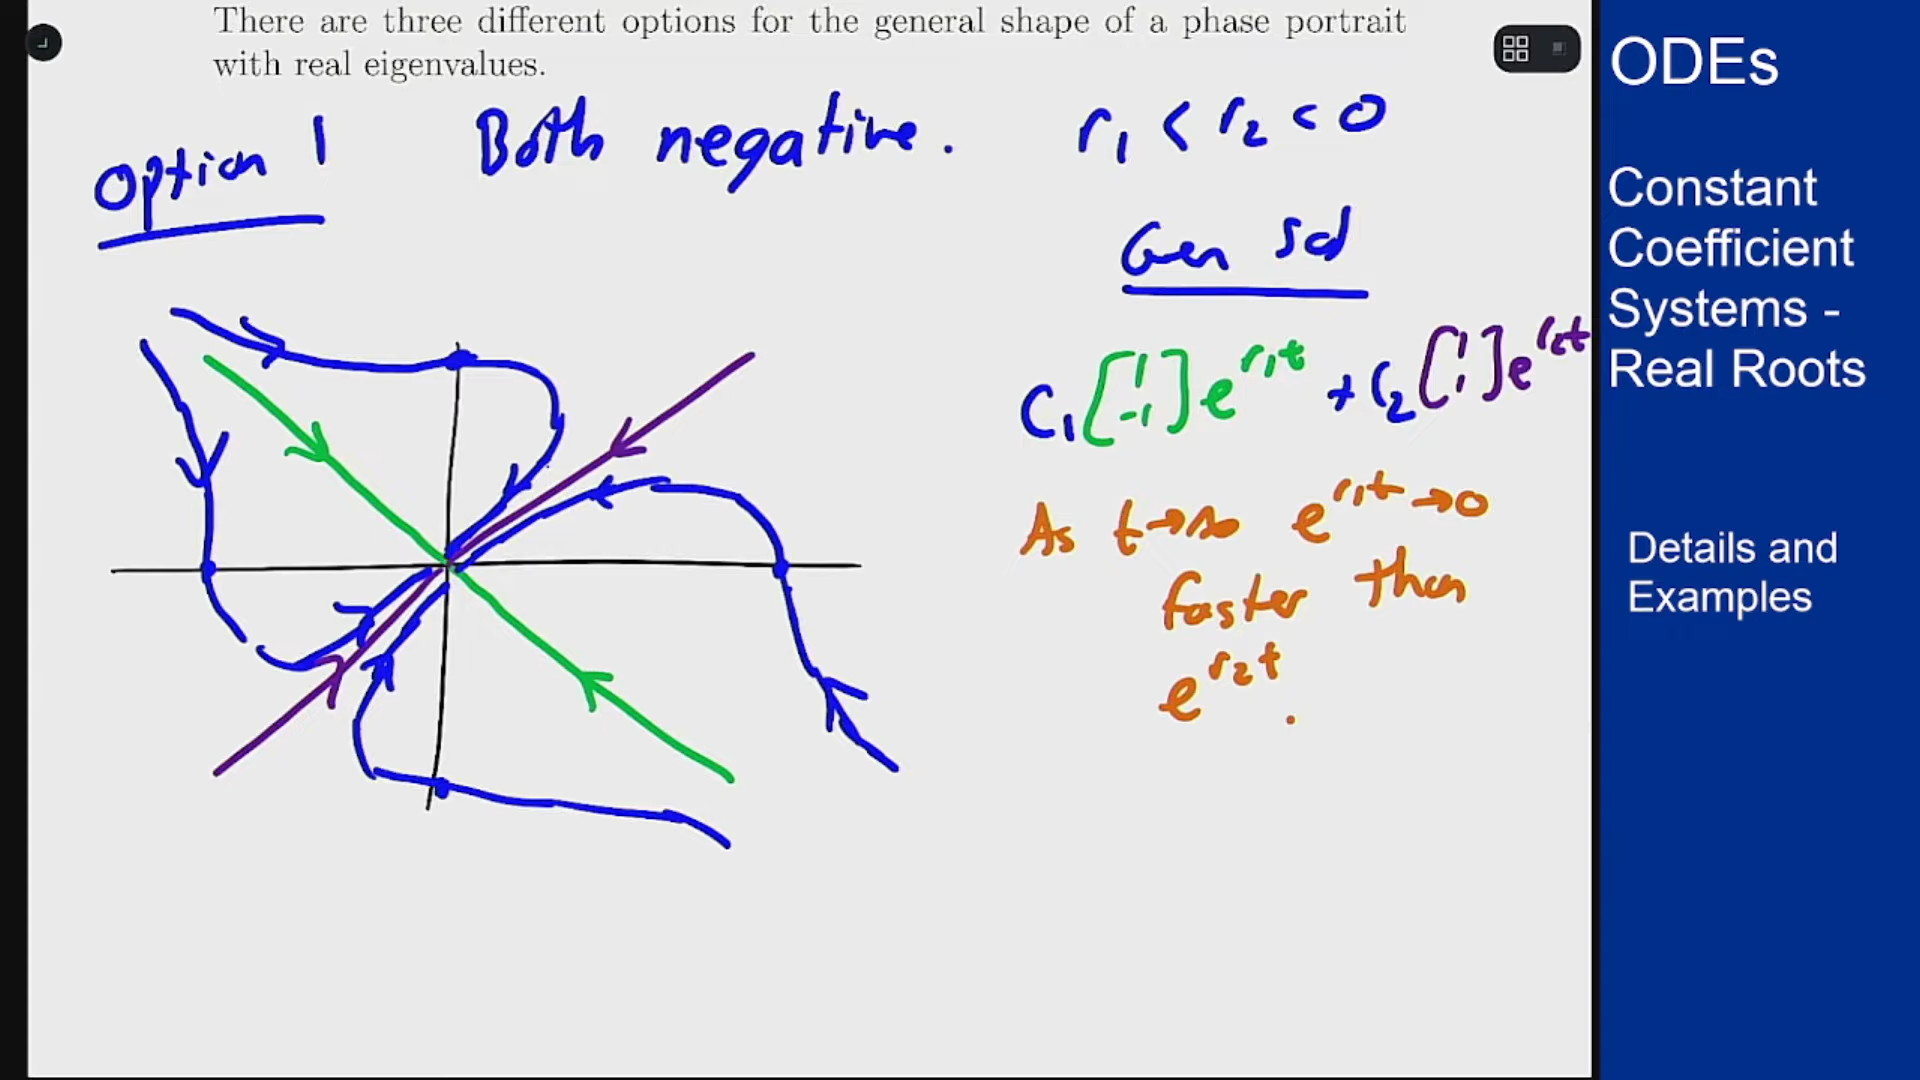 There are three different options for the general shape of a phase portrait
with real eigenvalues.
Option 1 Both negative. r₁ < r₂ < 0
Gen Sol
C₁[1 -1]e^{r₁t} + C₂[1 1]e^{r₂t}
As t→∞ e^{r₁t}→0
faster than
e^{r₂t}.
ODEs
Constant
Coefficient
Systems -
Real Roots
Details and
Examples